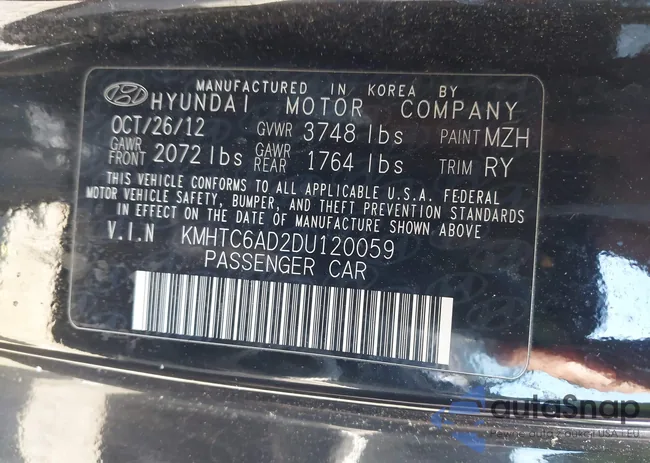 MANUFACTURED IN KOREA BY
HYUNDAI MOTOR COMPANY
OCT/26/12 GVWR 3748 lbs PAINT MZH
GAWR FRONT 2072 lbs GAWR REAR 1764 lbs TRIM RY
THIS VEHICLE CONFORMS TO ALL APPLICABLE U.S.A. FEDERAL
MOTOR VEHICLE SAFETY, BUMPER, AND THEFT PREVENTION STANDARDS
IN EFFECT ON THE DATE OF MANUFACTURE SHOWN ABOVE
V.I.N KMHTC6AD2DU120059
PASSENGER CAR
autoSnap